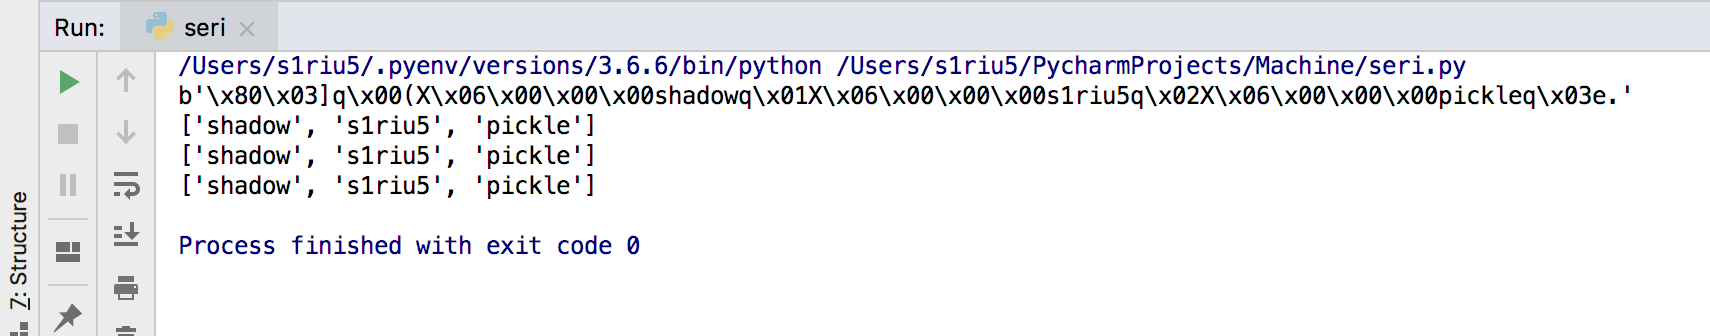 Run: seri
/Users/s1riu5/.pyenv/versions/3.6.6/bin/python /Users/s1riu5/PycharmProjects/Machine/seri.py
b'\x80\x03]q\x00(X\x06\x00\x00\x00shadowq\x01X\x06\x00\x00\x00s1riu5q\x02X\x06\x00\x00\x00pickleq\x03e.'
['shadow', 's1riu5', 'pickle']
['shadow', 's1riu5', 'pickle']
['shadow', 's1riu5', 'pickle']
Process finished with exit code 0
7: Structure